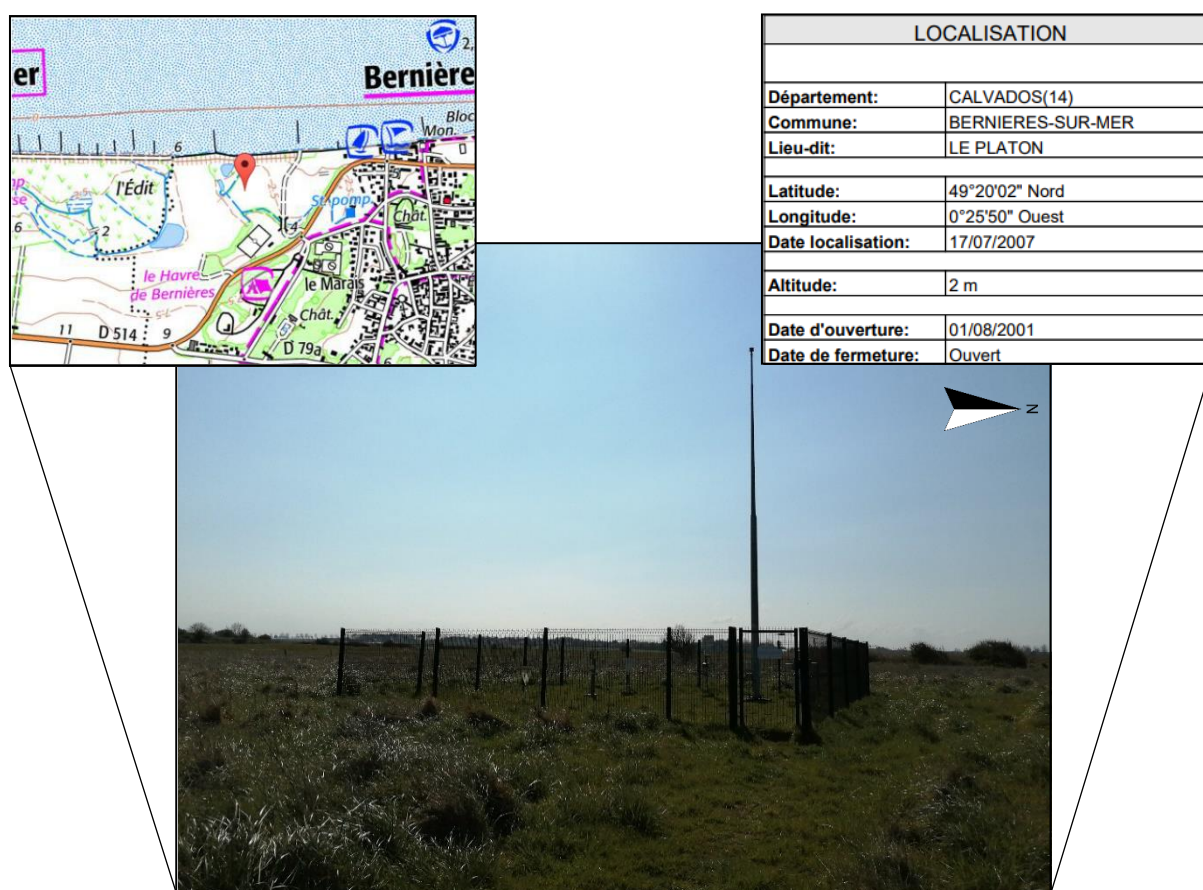 er
2,
Bernière
0
Bloc
Mon.
6
l'Édit
St. pomp.
Chât.
6
2
4
le Havre
de Bernières
le Marais
Chât.
11
D 514
9
D 79a
6
LOCALISATION
Département: CALVADOS(14)
Commune: BERNIERES-SUR-MER
Lieu-dit: LE PLATON
Latitude: 49°20'02" Nord
Longitude: 0°25'50" Ouest
Date localisation: 17/07/2007
Altitude: 2 m
Date d'ouverture: 01/08/2001
Date de fermeture: Ouvert
N